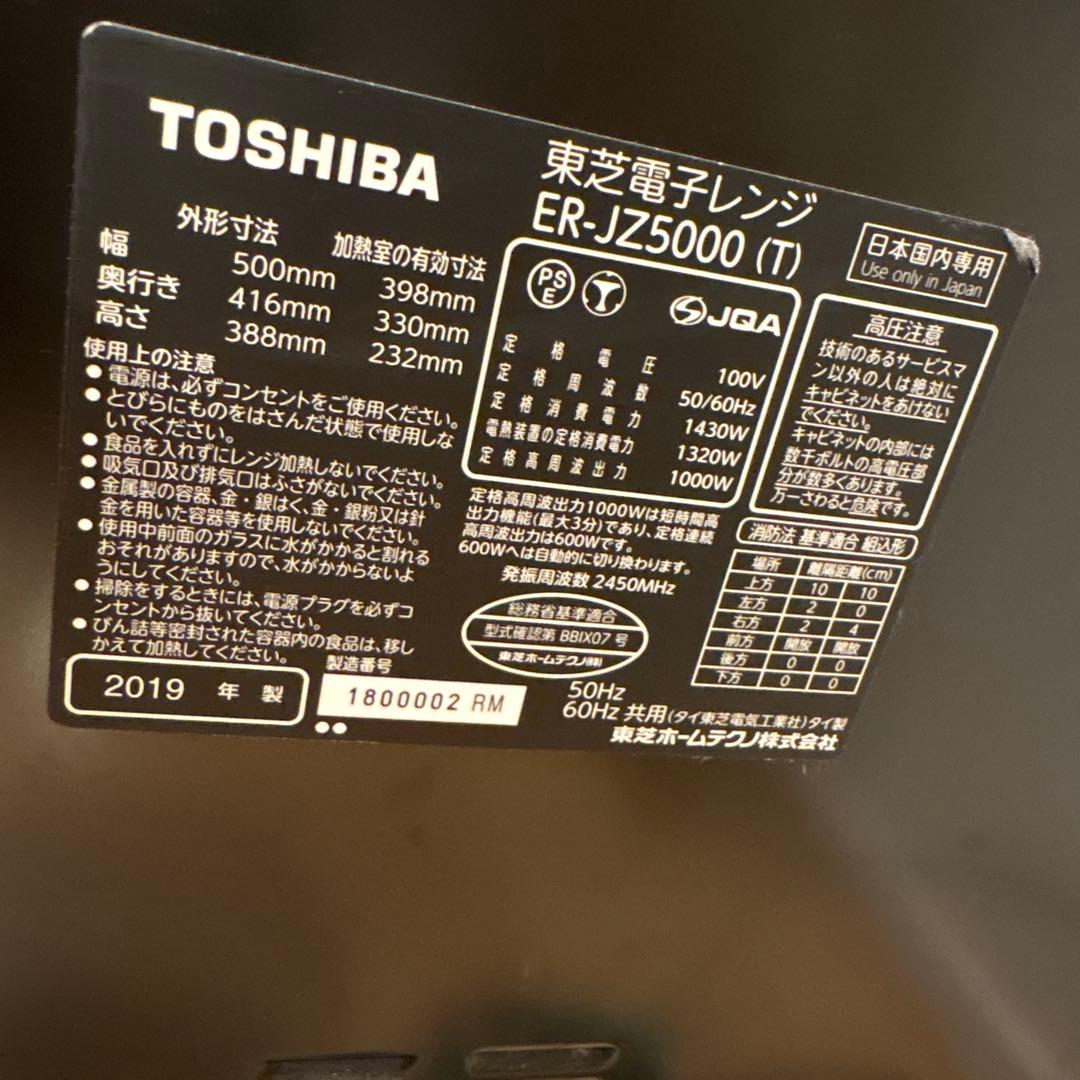 TOSHIBA
東芝電子レンジ
ER-JZ5000 (T)
日本国内専用
Use only in Japan
外形寸法 加熱室の有効寸法
幅 500mm 398mm
奥行き 416mm 330mm
高さ 388mm 232mm
使用上の注意
●電源は、必ずコンセントをご使用ください。
●とびらにものをはさんだ状態で使用しな
いでください。
●食品を入れずにレンジ加熱しないでください。
●吸気口及び排気口はふさがないでください。
●金属製の容器、金・銀はく、金・銀粉又は針
金を用いた容器等を使用しないでください。
●使用中前面のガラスに水がかかると割れる
おそれがありますので、水がかからないよ
うにしてください。
●掃除をするときには、電源プラグを必ずコ
ンセントから抜いてください。
●びん詰等密封された容器内の食品は、移し
かえて加熱してください。
2019 年 製
製造番号
1800002 RM
PS
E
JQA
定格電圧 100V
定格周波数 50/60Hz
定格消費電力 1430W
電熱装置の定格消費電力 1320W
定格高周波出力 1000W
定格高周波出力1000Wは短時間高
出力機能(最大3分)であり、定格連続
高周波出力は600Wです。
600Wへは自動的に切り換わります。
発振周波数 2450MHz
総務省基準適合
型式確認第 BBIX07 号
東芝ホームテクノ(株)
高圧注意
技術のあるサービスマ
ン以外の人は絶対に
キャビネットをあけない
でください。
キャビネットの内部には
数千ボルトの高電圧部
分が数多くあります。
万一さわると危険です。
消防法 基準適合 組込形
場所 離隔距離(cm)
上方 10 10
左方 2 0
右方 2 4
前方 開放 開放
後方 0 0
下方 0 0
50Hz
60Hz 共用 (タイ東芝電気工業社) タイ製
東芝ホームテクノ株式会社